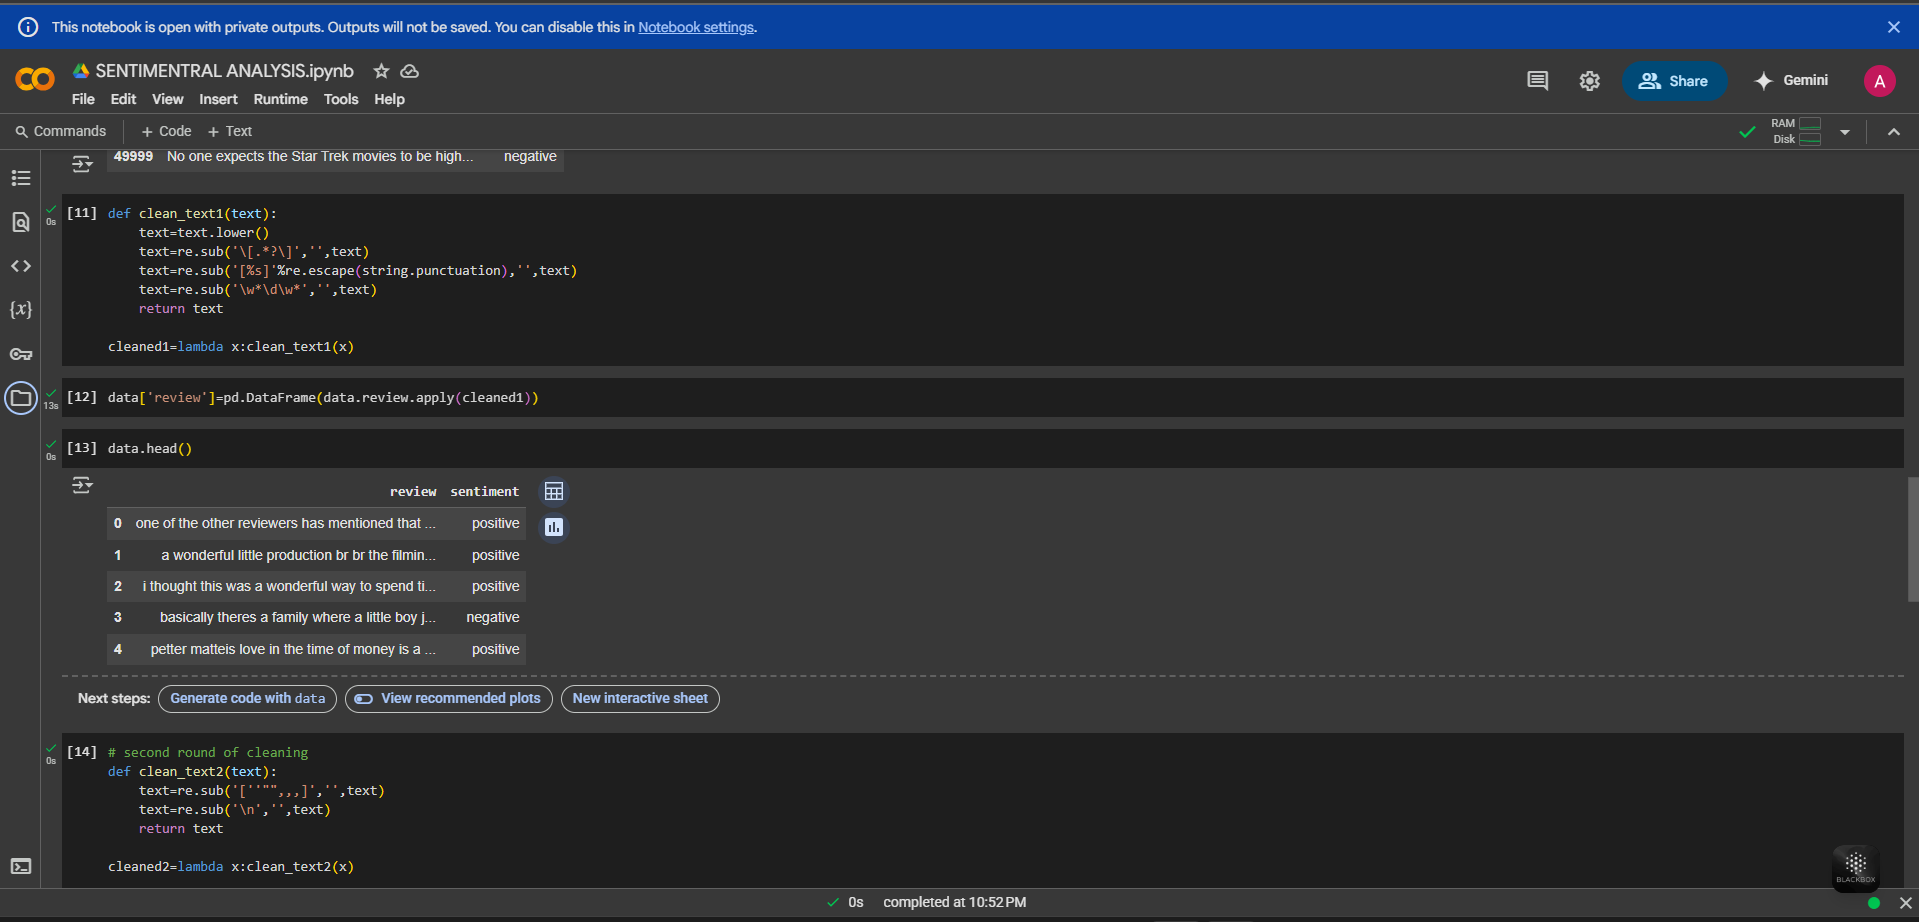 This notebook is open with private outputs. Outputs will not be saved. You can disable this in Notebook settings.
SENTIMENTRAL ANALYSIS.ipynb
File Edit View Insert Runtime Tools Help
Share
Gemini
A
Commands + Code + Text
RAM
Disk
49999 No one expects the Star Trek movies to be high... negative
[11] def clean_text1(text):
0s
text=text.lower()
text=re.sub('\[.*?\]','',text)
text=re.sub('[%s]'%re.escape(string.punctuation),'',text)
text=re.sub('\w*\d\w*','',text)
return text
cleaned1=lambda x:clean_text1(x)
[12] data['review']=pd.DataFrame(data.review.apply(cleaned1))
13s
[13] data.head()
0s
review sentiment
0 one of the other reviewers has mentioned that ... positive
1 a wonderful little production br br the filmin... positive
2 i thought this was a wonderful way to spend ti... positive
3 basically theres a family where a little boy j... negative
4 petter matteis love in the time of money is a ... positive
Next steps: Generate code with data View recommended plots New interactive sheet
[14] # second round of cleaning
0s
def clean_text2(text):
text=re.sub('[''"",,,]','',text)
text=re.sub('\n','',text)
return text
cleaned2=lambda x:clean_text2(x)
BLACKBOX
0s completed at 10:52 PM